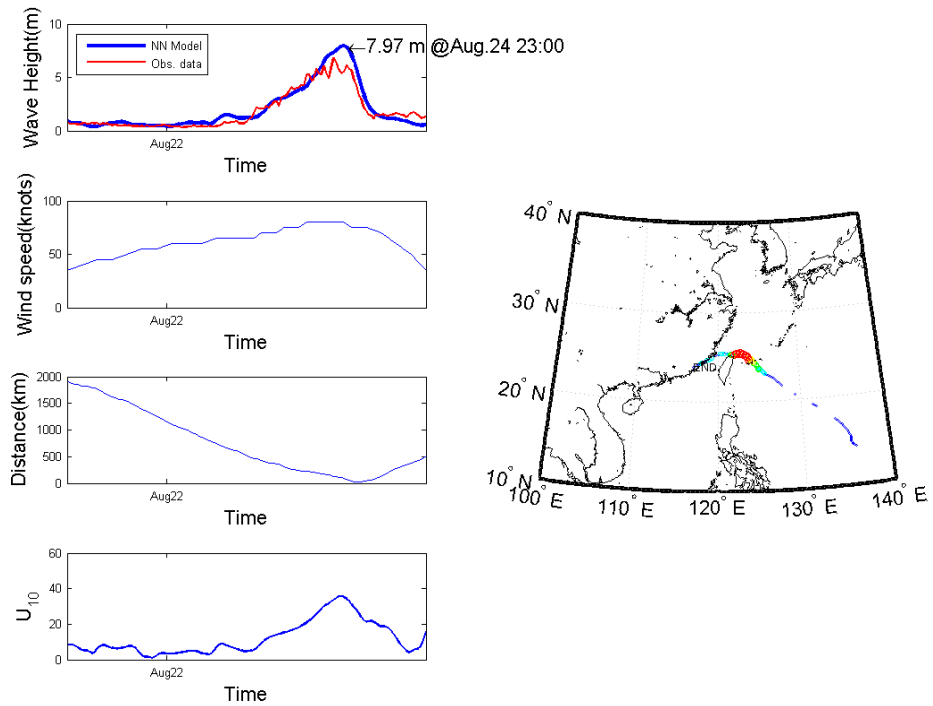 10
5
0
Wave Height(m)
NN Model
Obs. data
7.97 m @Aug.24 23:00
Aug22
Time
100
50
0
Wind speed(knots)
Aug22
Time
2000
1500
1000
500
0
Distance(km)
Aug22
Time
60
40
20
0
U10
Aug22
Time
40° N
30° N
20° N
10° N
100° E
110° E
120° E
130° E
140° E